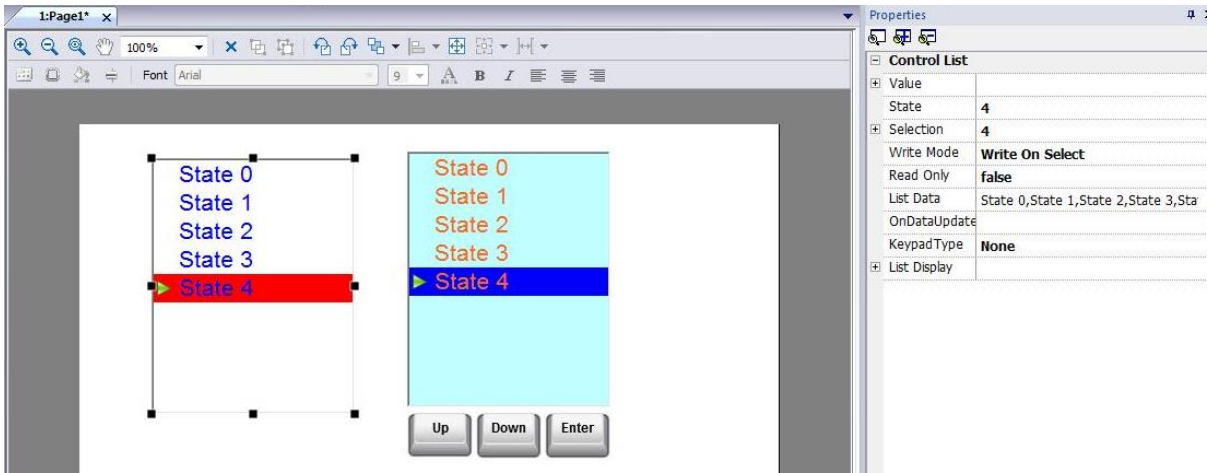 1:Page1* x
100%
Font Arial 9 A B I
State 0
State 1
State 2
State 3
State 4
State 0
State 1
State 2
State 3
State 4
Up Down Enter
Properties
Control List
Value
State 4
Selection 4
Write Mode Write On Select
Read Only false
List Data State 0,State 1,State 2,State 3,Sta
OnDataUpdate
KeypadType None
List Display